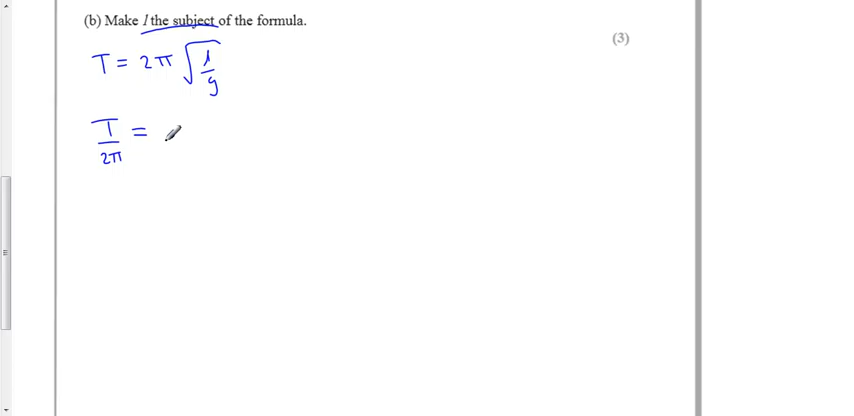 (b) Make l the subject of the formula.
(3)
T = 2π √(l/g)
T/2π =